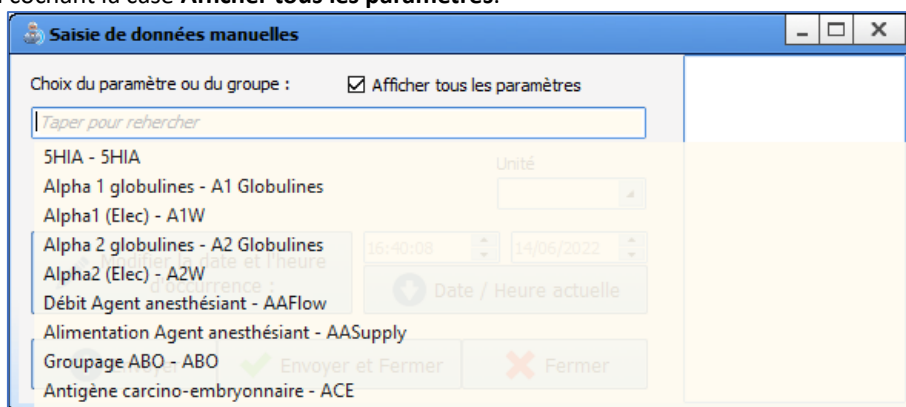 cochant la case Afficher tous les paramètres.
Saisie de données manuelles
Choix du paramètre ou du groupe : Afficher tous les paramètres
Taper pour rehercher
5HIA - 5HIA
Unité
Alpha 1 globulines - A1 Globulines
Alpha1 (Elec) - A1W
Alpha 2 globulines - A2 Globulines
16:40:08 14/06/2022
Modifier la date et l'heure
d'occurrence :
Alpha2 (Elec) - A2W
Date / Heure actuelle
Débit Agent anesthésiant - AAFlow
Alimentation Agent anesthésiant - AASupply
Groupage ABO - ABO
Envoyer Envoyer et Fermer Fermer
Antigène carcino-embryonnaire - ACE